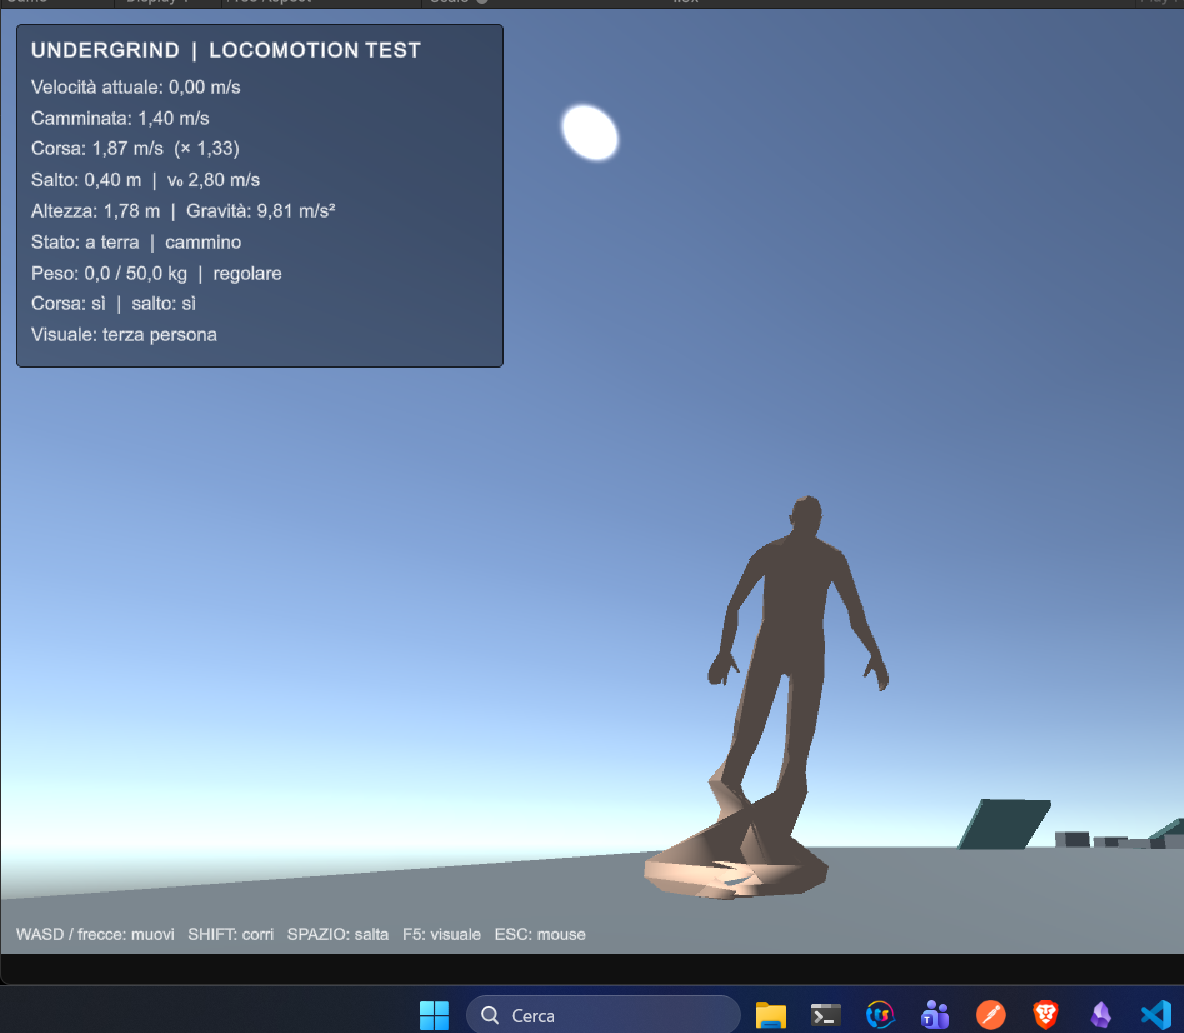 UNDERGRIND | LOCOMOTION TEST
Velocità attuale: 0,00 m/s
Camminata: 1,40 m/s
Corsa: 1,87 m/s (× 1,33)
Salto: 0,40 m | v₀ 2,80 m/s
Altezza: 1,78 m | Gravità: 9,81 m/s²
Stato: a terra | cammino
Peso: 0,0 / 50,0 kg | regolare
Corsa: sì | salto: sì
Visuale: terza persona
WASD / frecce: muovi SHIFT: corri SPAZIO: salta F5: visuale ESC: mouse
Cerca